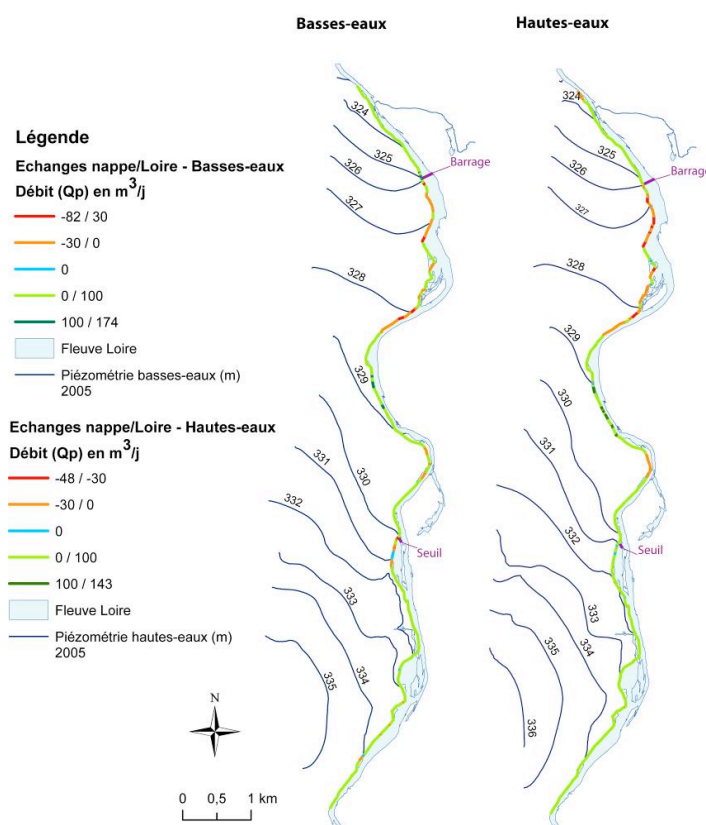 Basses-eaux
Hautes-eaux
Légende
Echanges nappe/Loire - Basses-eaux
Débit (Qp) en m³/j
-82 / 30
-30 / 0
0
0 / 100
100 / 174
Fleuve Loire
Piézométrie basses-eaux (m)
2005
Echanges nappe/Loire - Hautes-eaux
Débit (Qp) en m³/j
-48 / -30
-30 / 0
0
0 / 100
100 / 143
Fleuve Loire
Piézométrie hautes-eaux (m)
2005
N
0 0,5 1 km
324
325
Barrage
326
327
328
329
330
331
332
Seuil
333
334
335
324
325
Barrage
326
327
328
329
330
331
332
Seuil
333
334
335
336